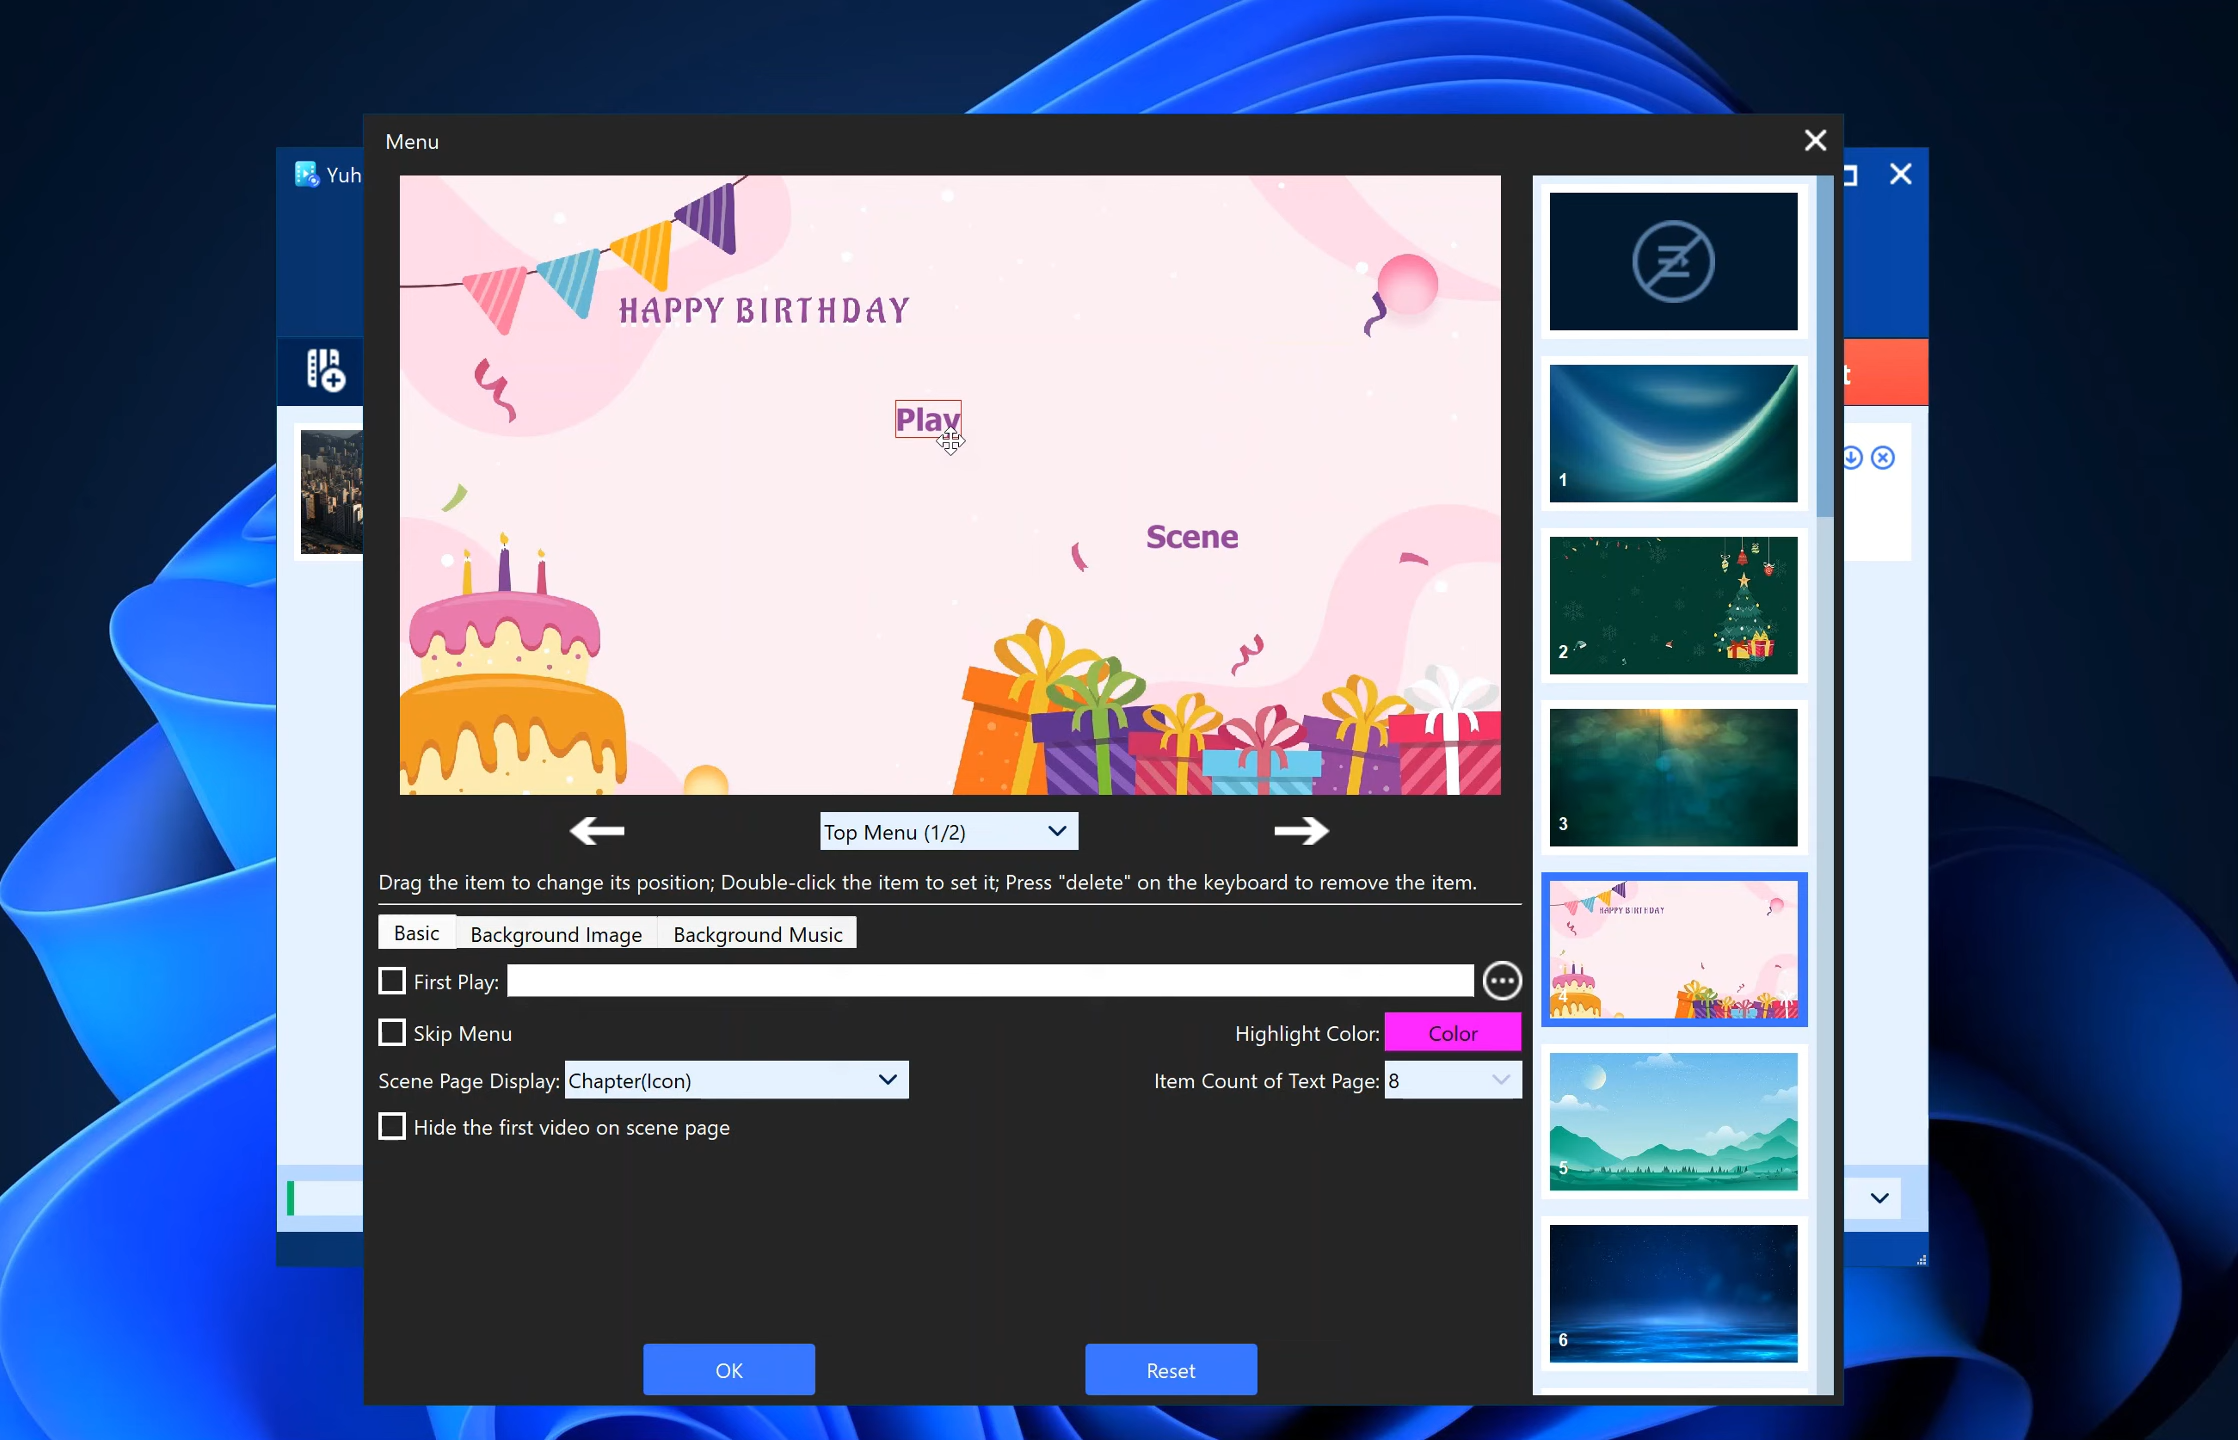 Menu
Yuh
HAPPY BIRTHDAY
Play
Scene
Top Menu (1/2)
Drag the item to change its position; Double-click the item to set it; Press "delete" on the keyboard to remove the item.
Basic Background Image Background Music
First Play:
Skip Menu
Highlight Color: Color
Scene Page Display: Chapter(Icon)
Item Count of Text Page: 8
Hide the first video on scene page
OK
Reset
1
2
3
HAPPY BIRTHDAY
4
5
6
t